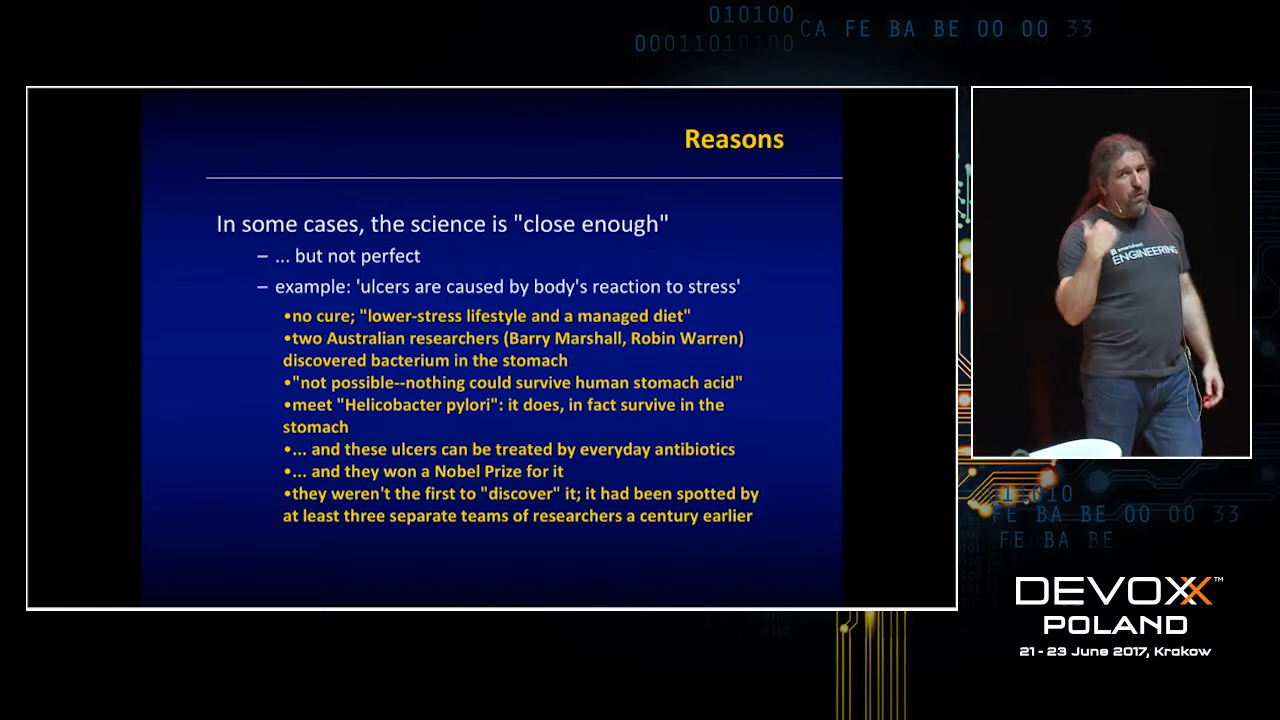 010100
CA FE BA BE 00 00 33
00011010100
Reasons
In some cases, the science is "close enough"
– ... but not perfect
– example: 'ulcers are caused by body's reaction to stress'
•no cure; "lower-stress lifestyle and a managed diet"
•two Australian researchers (Barry Marshall, Robin Warren)
discovered bacterium in the stomach
•"not possible--nothing could survive human stomach acid"
•meet "Helicobacter pylori": it does, in fact survive in the
stomach
•... and these ulcers can be treated by everyday antibiotics
•... and they won a Nobel Prize for it
•they weren't the first to "discover" it; it had been spotted by
at least three separate teams of researchers a century earlier
ENGINEERING
FE BA BE 00 00 33
FE BA BE
DEVOXX™
POLAND
21 - 23 June 2017, Krakow